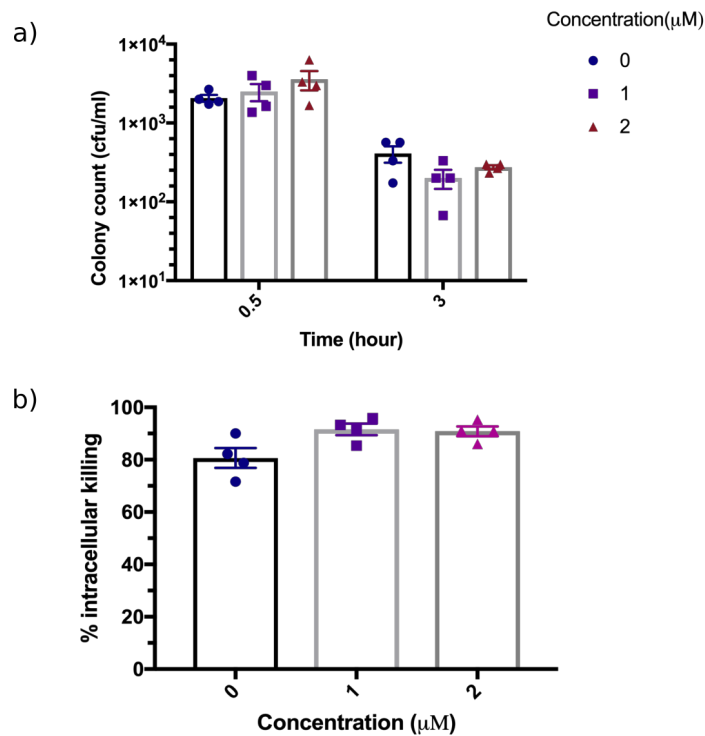 a)
Concentration(μM)
0
1
2
Colony count (cfu/ml)
1×10⁴
1×10³
1×10²
1×10¹
0.5
3
Time (hour)
b)
% intracellular killing
100
80
60
40
20
0
0
1
2
Concentration (μM)